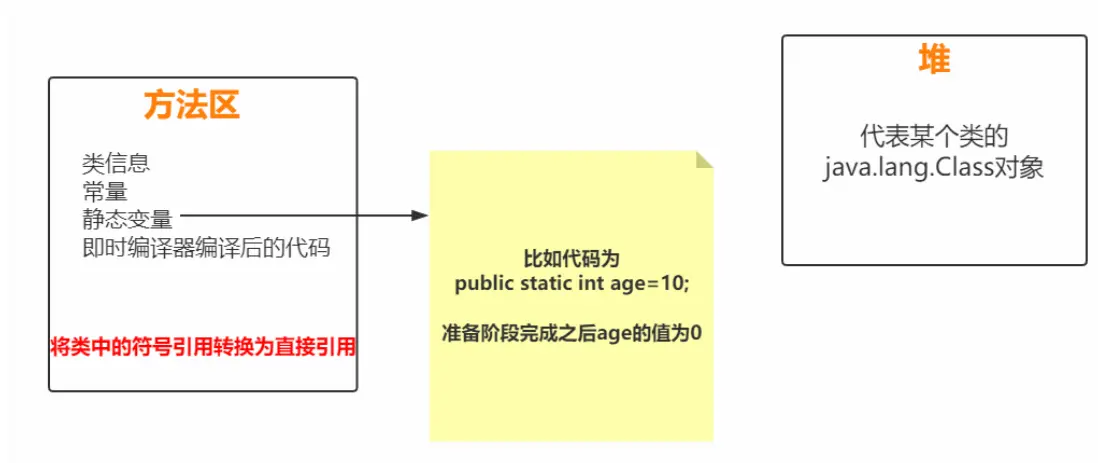 方法区
类信息
常量
静态变量
即时编译器编译后的代码
将类中的符号引用转换为直接引用
比如代码为
public static int age=10;
准备阶段完成之后age的值为0
堆
代表某个类的
java.lang.Class对象